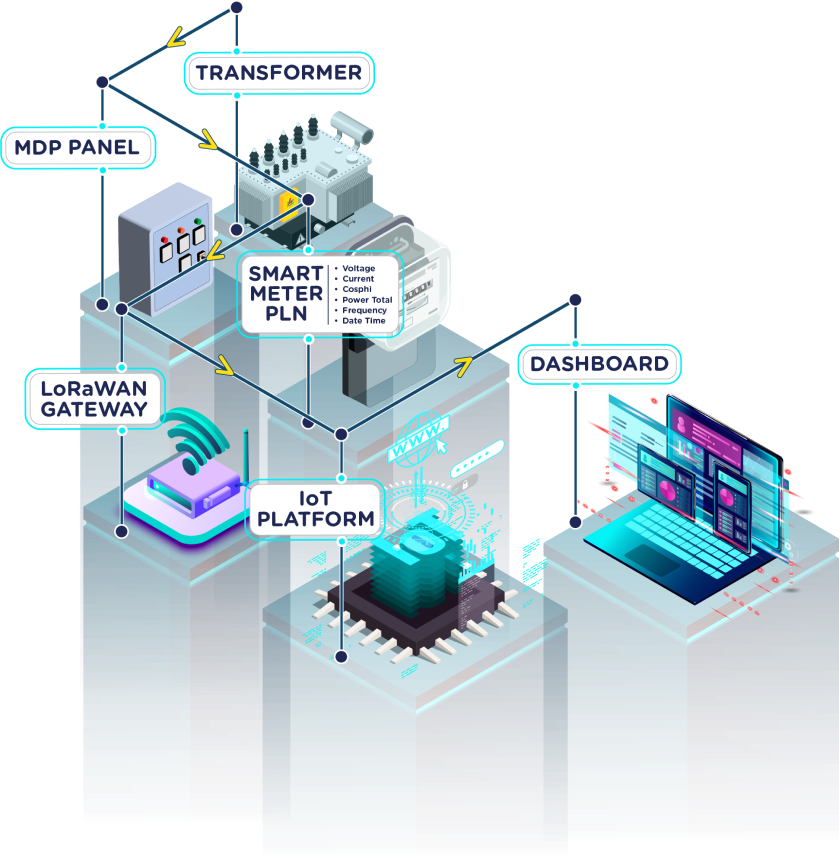 TRANSFORMER
MDP PANEL
SMART
METER
PLN
• Voltage
• Current
• Cosphi
• Power Total
• Frequency
• Date Time
DASHBOARD
LoRaWAN
GATEWAY
WWW.
IoT
PLATFORM